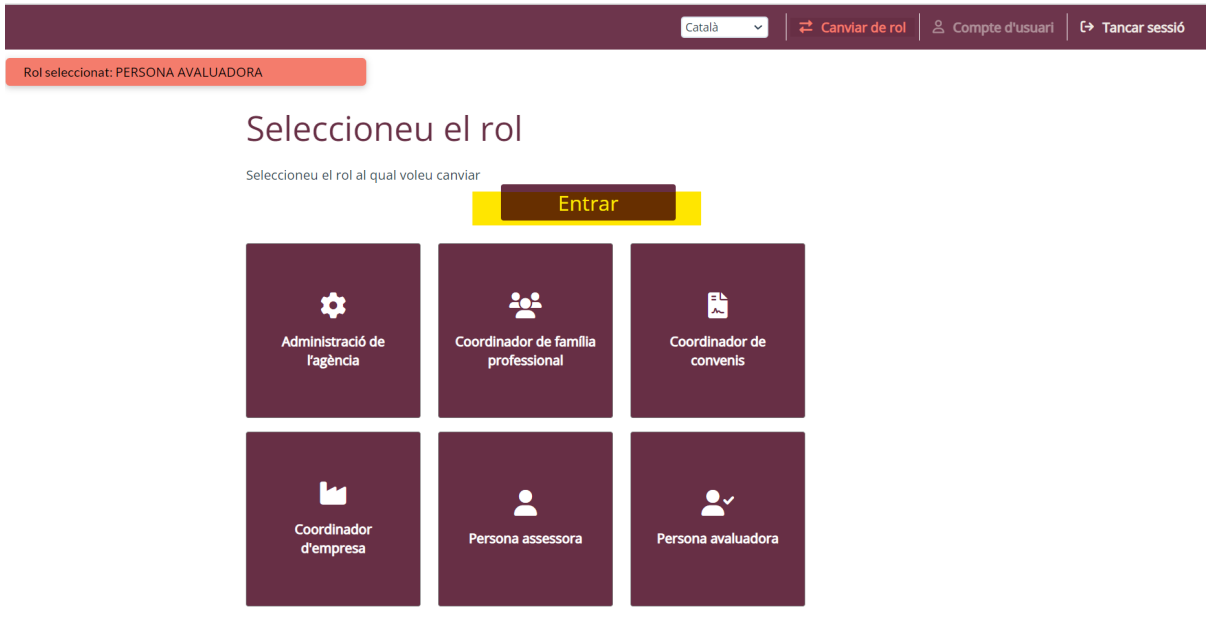 Català
Canviar de rol
Compte d'usuari
Tancar sessió
Rol seleccionat: PERSONA AVALUADORA
Seleccioneu el rol
Seleccioneu el rol al qual voleu canviar
Entrar
Administració de
l'agència
Coordinador de família
professional
Coordinador de
convenis
Coordinador
d'empresa
Persona assessora
Persona avaluadora